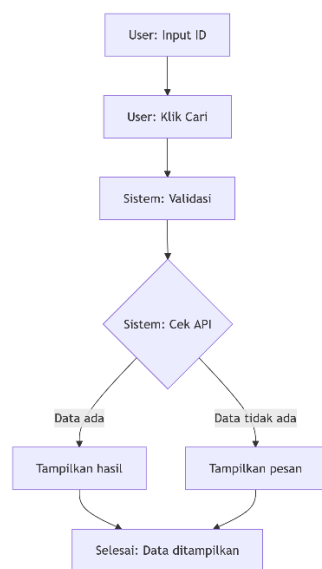 User: Input ID
User: Klik Cari
Sistem: Validasi
Sistem: Cek API
Data ada
Data tidak ada
Tampilkan hasil
Tampilkan pesan
Selesai: Data ditampilkan